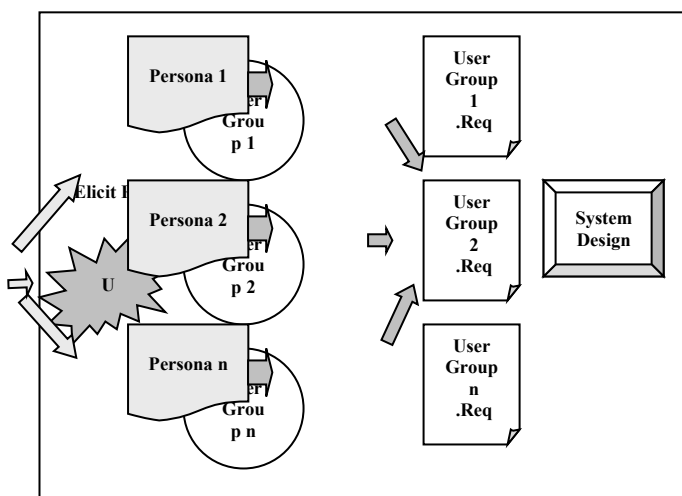 Persona 1
Grou
p 1
User
Group
1
.Req
Elicit
Persona 2
Grou
p 2
U
User
Group
2
.Req
System
Design
Persona n
Grou
p n
User
Group
n
.Req